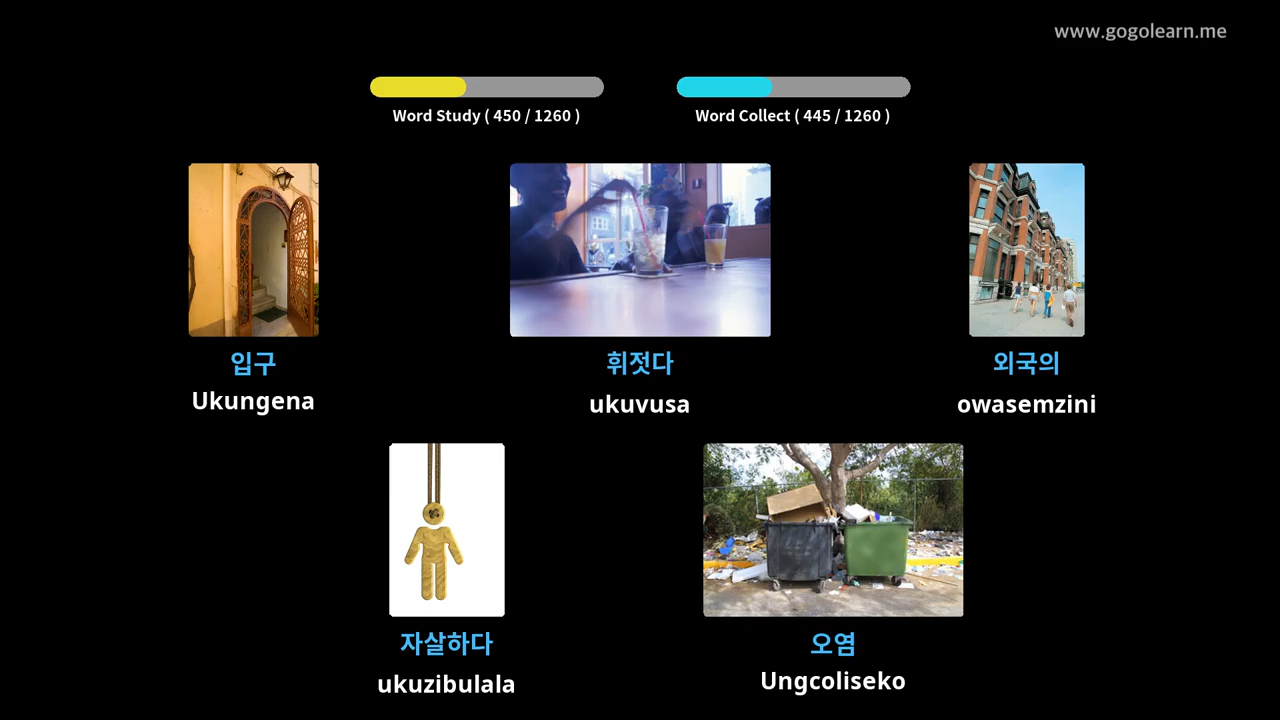 www.gogolearn.me
Word Study ( 450 / 1260 )
Word Collect ( 445 / 1260 )
입구
휘젓다
외국의
Ukungena
ukuvusa
owasemzini
자살하다
오염
ukuzibulala
Ungcoliseko